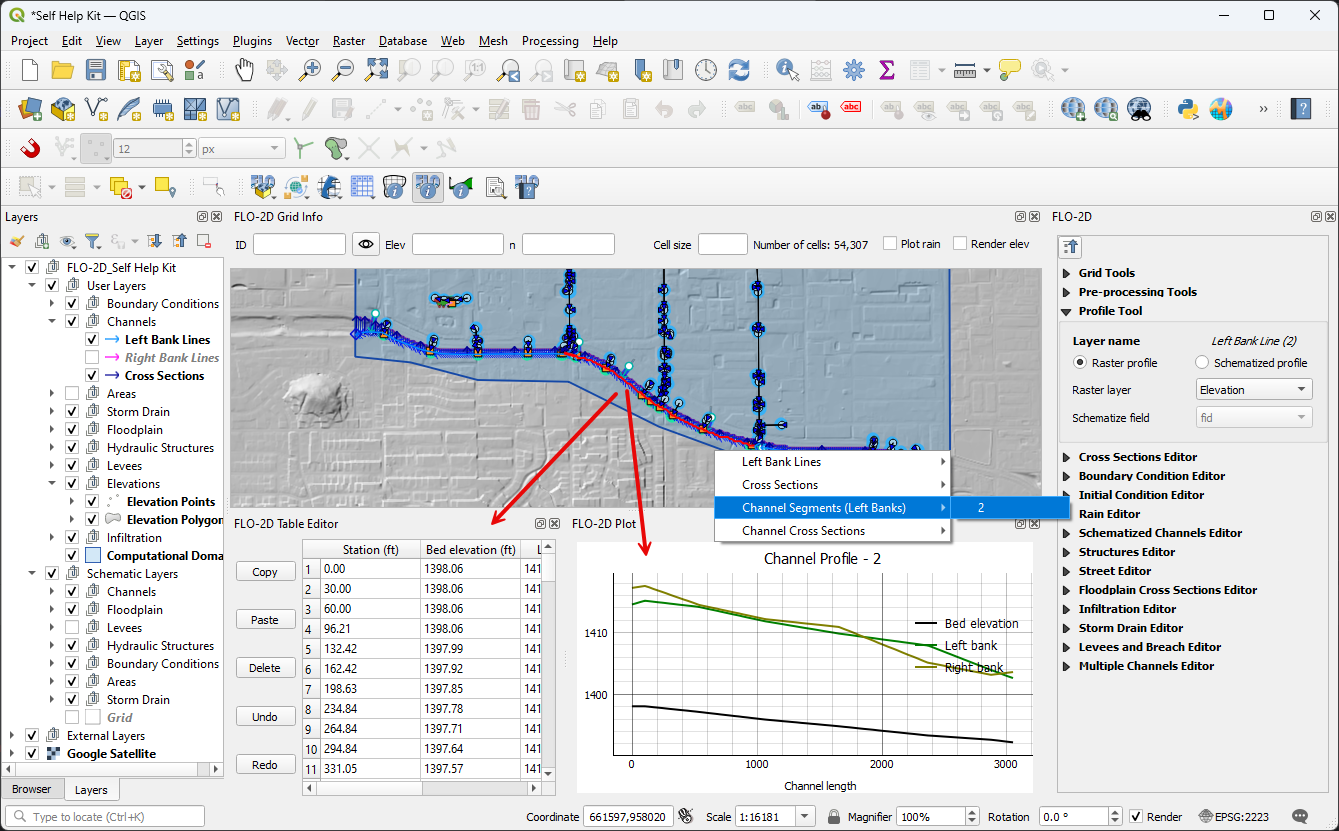 *Self Help Kit — QGIS
Project Edit View Layer Settings Plugins Vector Raster Database Web Mesh Processing Help
12 px
Layers
FLO-2D_Self Help Kit
User Layers
Boundary Conditions
Channels
Left Bank Lines
Right Bank Lines
Cross Sections
Areas
Storm Drain
Floodplain
Hydraulic Structures
Levees
Elevations
Elevation Points
Elevation Polygon
Infiltration
Computational Doma
Schematic Layers
Channels
Floodplain
Levees
Hydraulic Structures
Boundary Conditions
Areas
Storm Drain
Grid
External Layers
Google Satellite
Browser Layers
FLO-2D Grid Info
ID Elev n Cell size Number of cells: 54,307 Plot rain Render elev
Left Bank Lines
Cross Sections
Channel Segments (Left Banks) 2
Channel Cross Sections
FLO-2D Table Editor
Copy
Paste
Delete
Undo
Redo
Station (ft) Bed elevation (ft) L
1 0.00 1398.06 141
2 30.00 1398.06 141
3 60.00 1398.06 141
4 96.21 1398.06 141
5 132.42 1397.99 141
6 162.42 1397.92 141
7 198.63 1397.85 141
8 234.84 1397.78 141
9 264.84 1397.71 141
10 294.84 1397.64 141
11 331.05 1397.57 141
FLO-2D Plot
Channel Profile - 2
1410
1400
Bed elevation
Left bank
Right bank
0 1000 2000 3000
Channel length
FLO-2D
Grid Tools
Pre-processing Tools
Profile Tool
Layer name Left Bank Line (2)
Raster profile Schematized profile
Raster layer Elevation
Schematize field fid
Cross Sections Editor
Boundary Condition Editor
Initial Condition Editor
Rain Editor
Schematized Channels Editor
Structures Editor
Street Editor
Floodplain Cross Sections Editor
Infiltration Editor
Storm Drain Editor
Levees and Breach Editor
Multiple Channels Editor
Type to locate (Ctrl+K) Coordinate 661597,958020 Scale 1:16181 Magnifier 100% Rotation 0.0 ° Render EPSG:2223